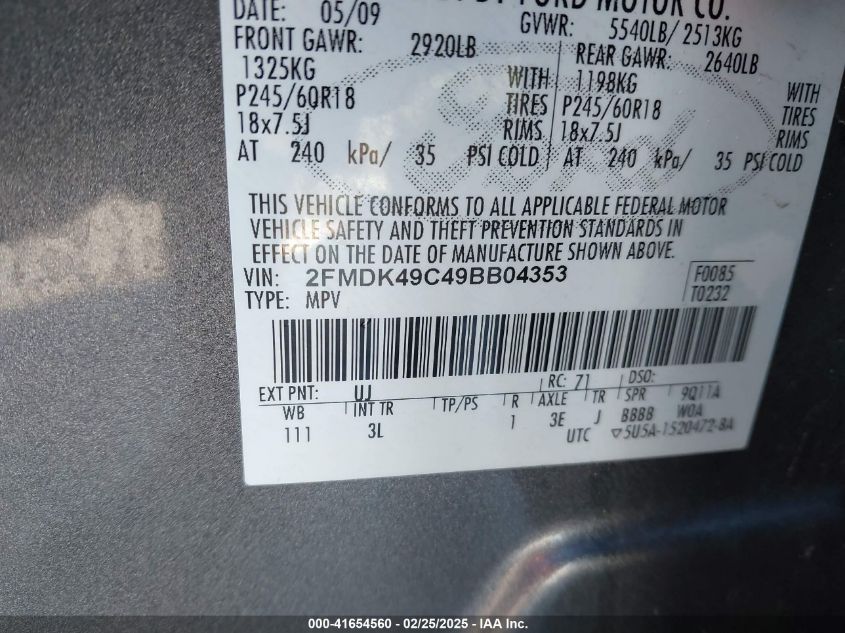 FORD MOTOR CO.
DATE: 05/09 GVWR: 5540LB/ 2513KG
FRONT GAWR: 2920LB REAR GAWR: 2640LB
1325KG WITH 1198KG WITH
P245/60R18 TIRES P245/60R18 TIRES
18x7.5J RIMS 18x7.5J RIMS
AT 240 kPa/ 35 PSI COLD AT 240 kPa/ 35 PSI COLD
THIS VEHICLE CONFORMS TO ALL APPLICABLE FEDERAL MOTOR
VEHICLE SAFETY AND THEFT PREVENTION STANDARDS IN
EFFECT ON THE DATE OF MANUFACTURE SHOWN ABOVE.
VIN: 2FMDK49C49BB04353 F0085
TYPE: MPV T0232
EXT PNT: UJ RC: 71 DSO:
WB INT TR TP/PS R AXLE TR SPR 9Q11A
111 3L 1 3E J BBBB WOA
UTC ▽5U5A-1520472-BA
000-41654560 - 02/25/2025 - IAA Inc.